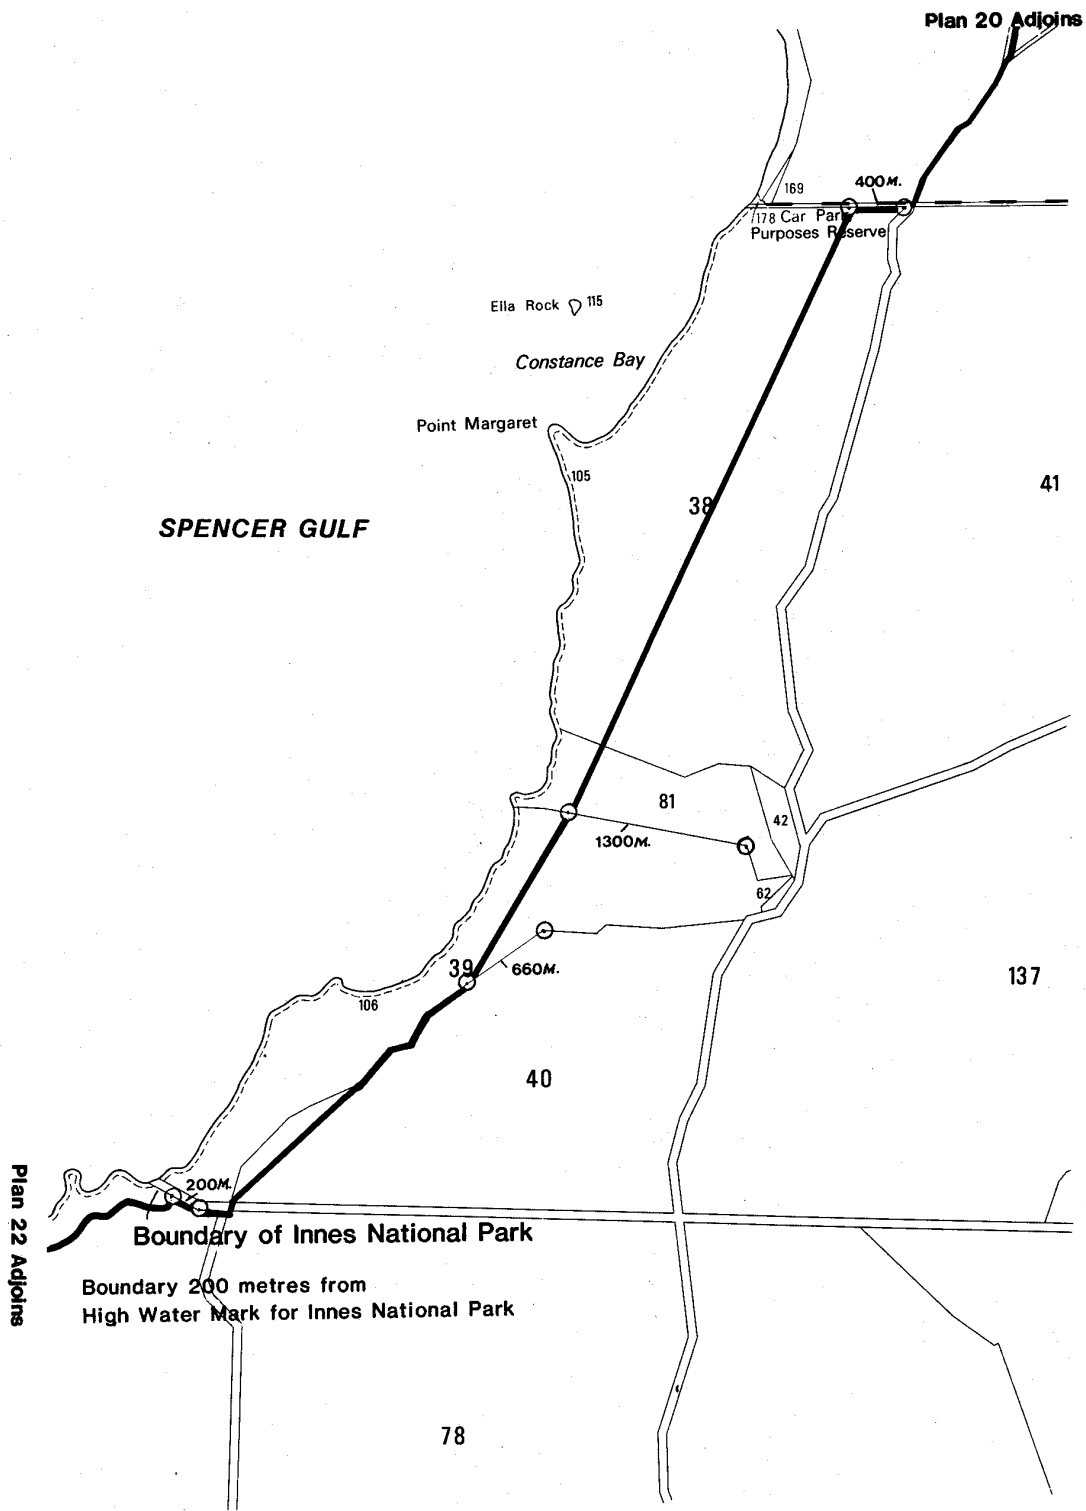 Plan 20 Adjoins
400M.
169
178 Car Park
Purposes Reserve
Ella Rock 115
Constance Bay
Point Margaret
105
38
41
SPENCER GULF
81
42
1300M.
62
39
660M.
137
106
40
200M.
Plan 22 Adjoins
Boundary of Innes National Park
Boundary 200 metres from
High Water Mark for Innes National Park
78